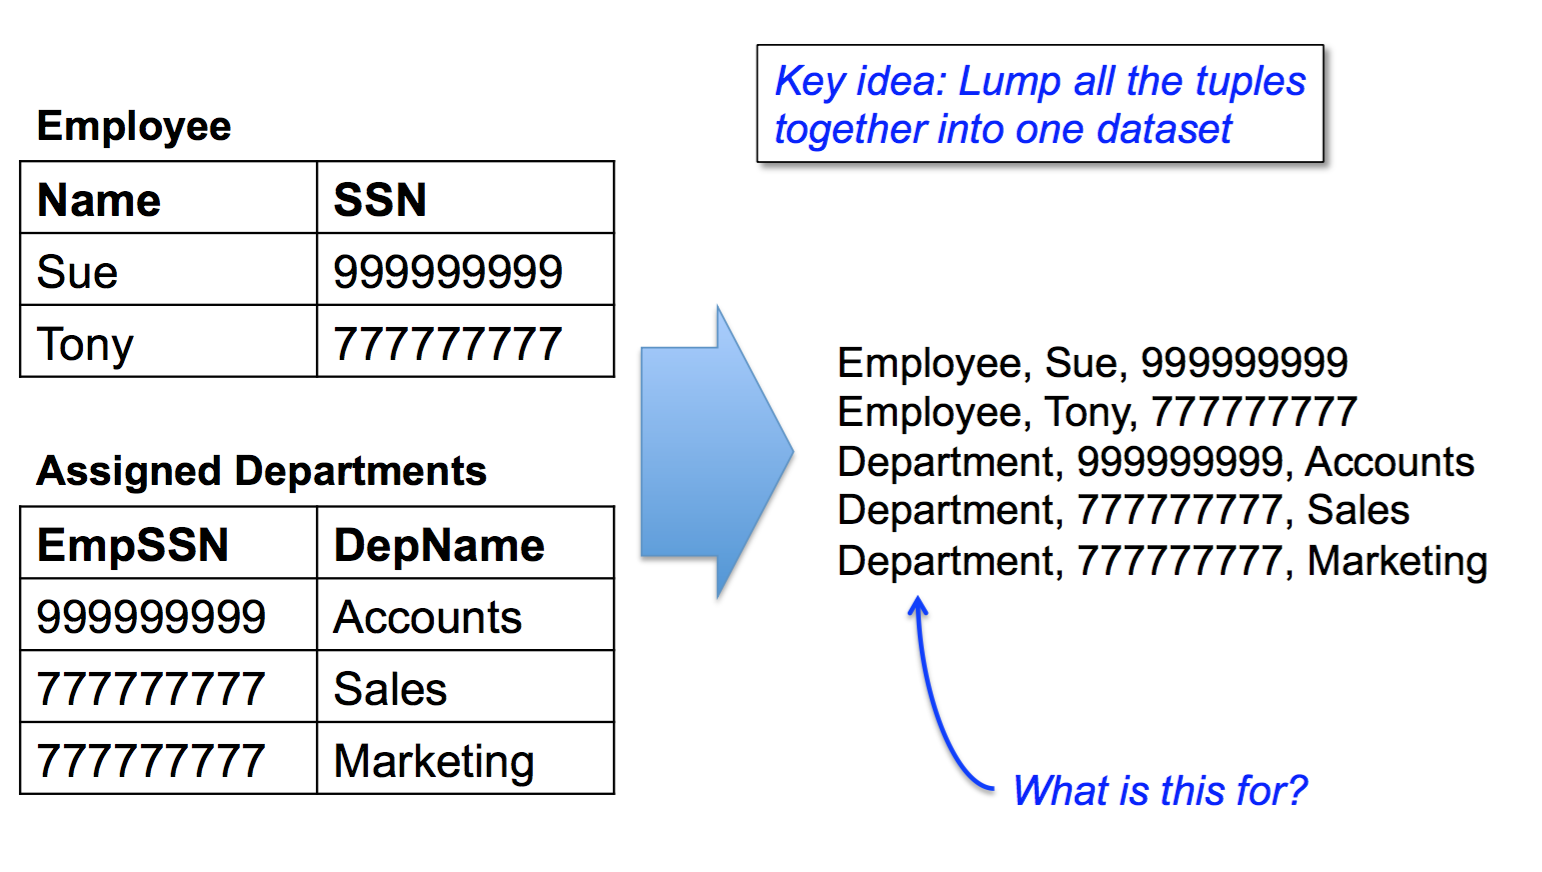 Key idea: Lump all the tuples
together into one dataset
Employee
Name SSN
Sue 999999999
Tony 777777777
Assigned Departments
EmpSSN DepName
999999999 Accounts
777777777 Sales
777777777 Marketing
Employee, Sue, 999999999
Employee, Tony, 777777777
Department, 999999999, Accounts
Department, 777777777, Sales
Department, 777777777, Marketing
What is this for?